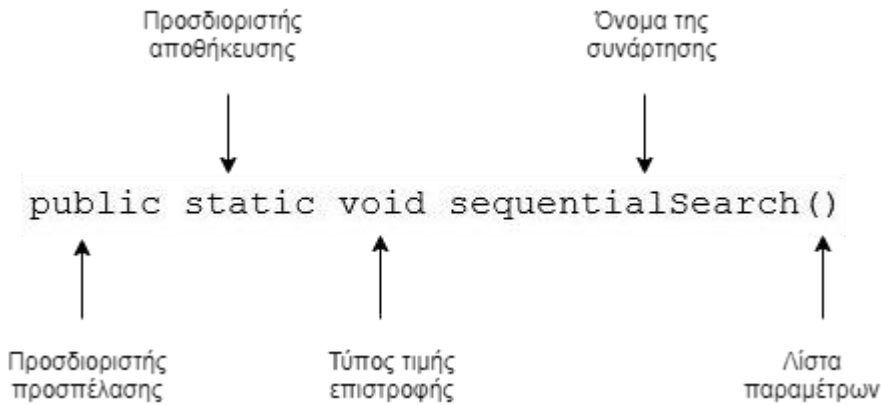 Προσδιοριστής
αποθήκευσης
Όνομα της
συνάρτησης
public static void sequentialSearch()
Προσδιοριστής
προσπέλασης
Τύπος τιμής
επιστροφής
Λίστα
παραμέτρων